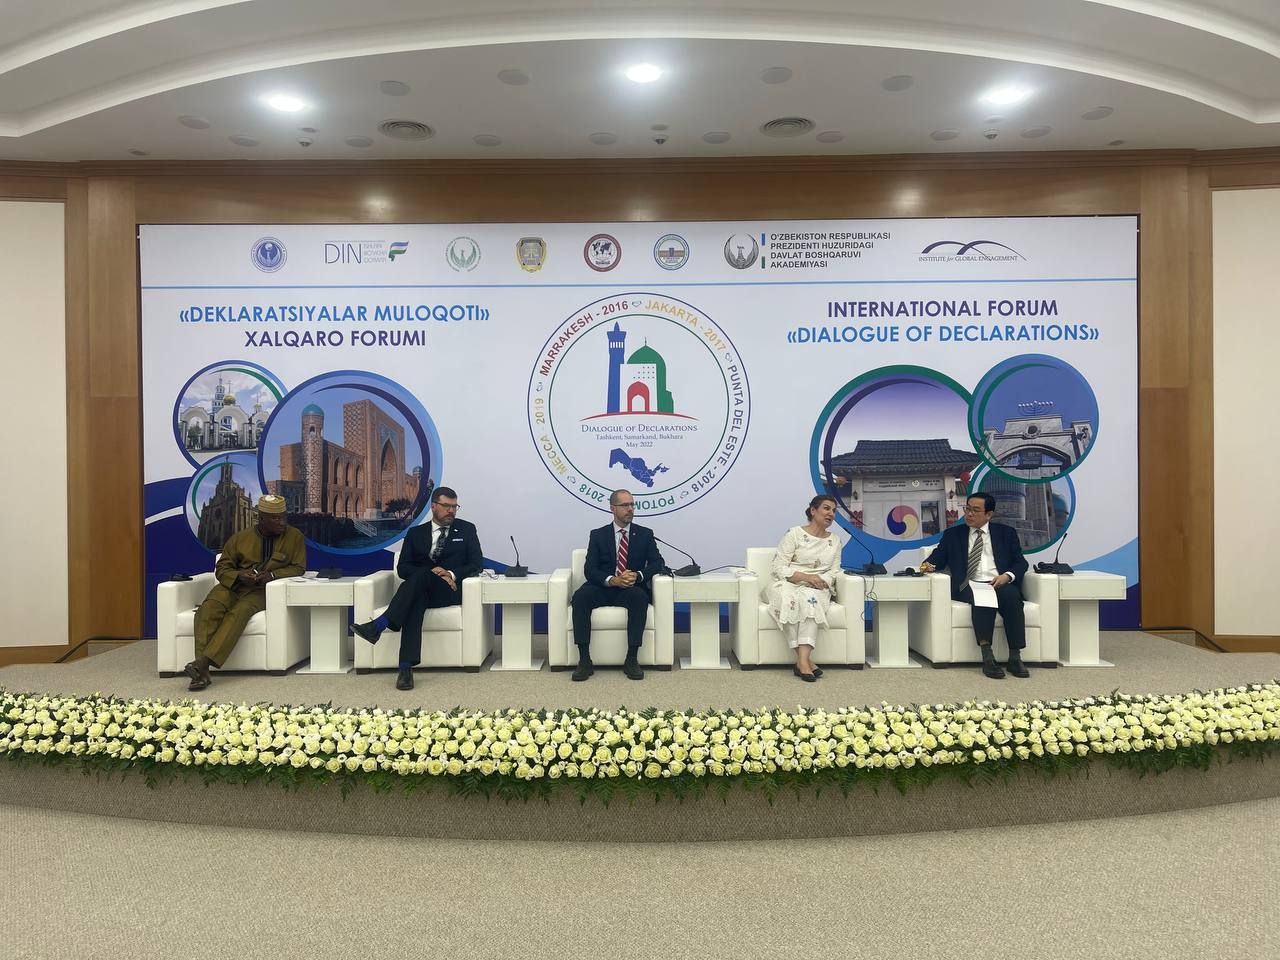 DIN
O'ZBEKISTON RESPUBLIKASI
PREZIDENTI HUZURIDAGI
DAVLAT BOSHQARUVI
AKADEMIYASI
INSTITUTE for GLOBAL ENGAGEMENT
«DEKLARATSIYALAR MULOQOTI»
XALQARO FORUMI
MARRAKESH - 2016
JAKARTA - 2017
PUNTA DEL ESTE - 2018
POTOM
2018
MECCA 2019
DIALOGUE OF DECLARATIONS
Tashkent, Samarkand, Bukhara
May 2022
INTERNATIONAL FORUM
«DIALOGUE OF DECLARATIONS»